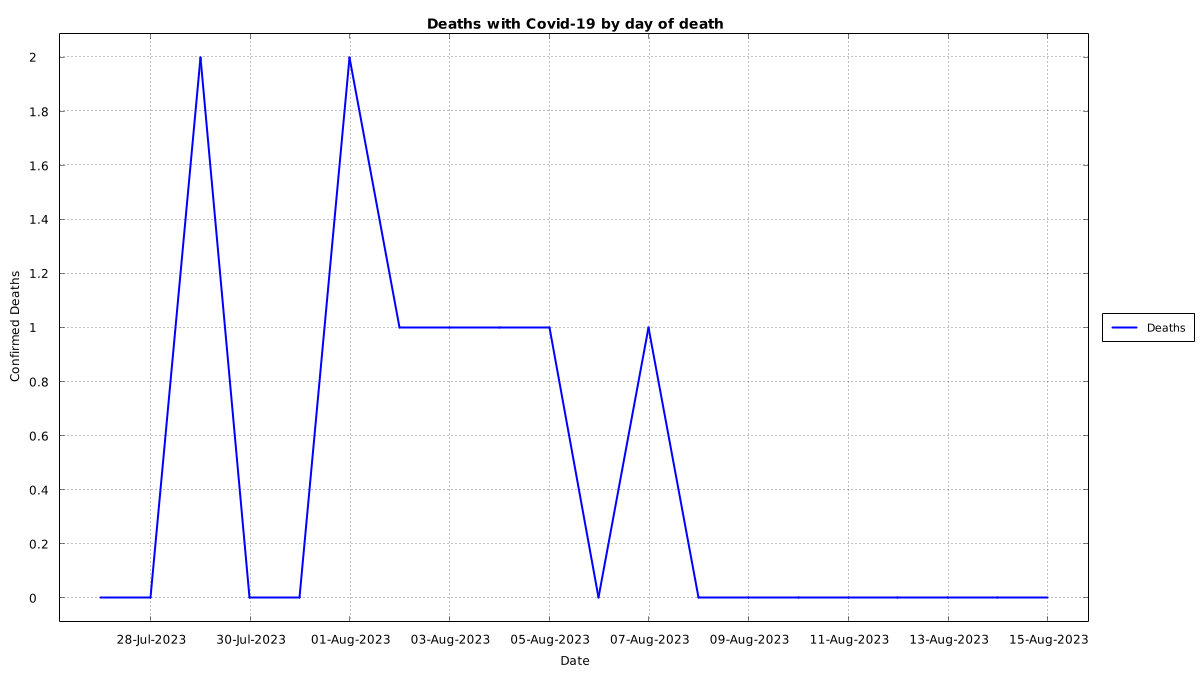 Deaths with Covid-19 by day of death
Confirmed Deaths
2
1.8
1.6
1.4
1.2
1
0.8
0.6
0.4
0.2
0
28-Jul-2023 30-Jul-2023 01-Aug-2023 03-Aug-2023 05-Aug-2023 07-Aug-2023 09-Aug-2023 11-Aug-2023 13-Aug-2023 15-Aug-2023
Date
Deaths